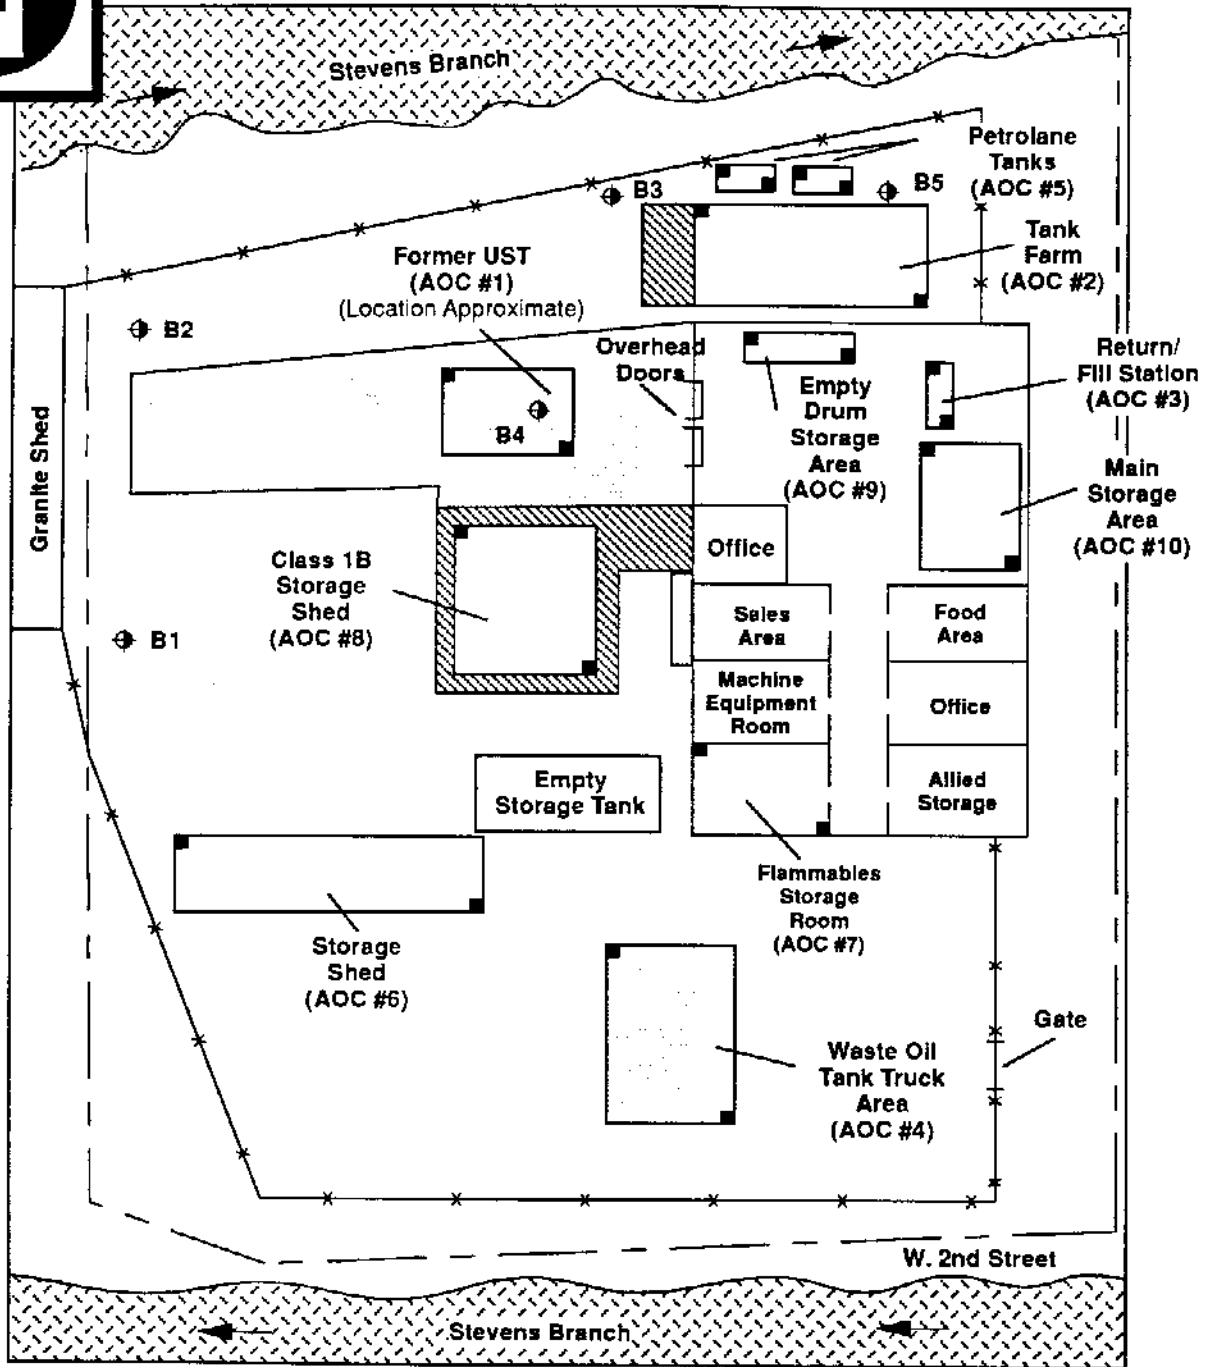 Stevens Branch
Petrolane
Tanks
(AOC #5)
B3
B5
Tank
Farm
(AOC #2)
Former UST
(AOC #1)
(Location Approximate)
B2
Overhead
Doors
Return/
Fill Station
(AOC #3)
Empty
Drum
Storage
Area
(AOC #9)
B4
Granite Shed
Main
Storage
Area
(AOC #10)
Class 1B
Storage
Shed
(AOC #8)
Office
Sales
Area
Food
Area
B1
Machine
Equipment
Room
Office
Empty
Storage Tank
Allied
Storage
Flammables
Storage
Room
(AOC #7)
Storage
Shed
(AOC #6)
Gate
Waste Oil
Tank Truck
Area
(AOC #4)
W. 2nd Street
Stevens Branch